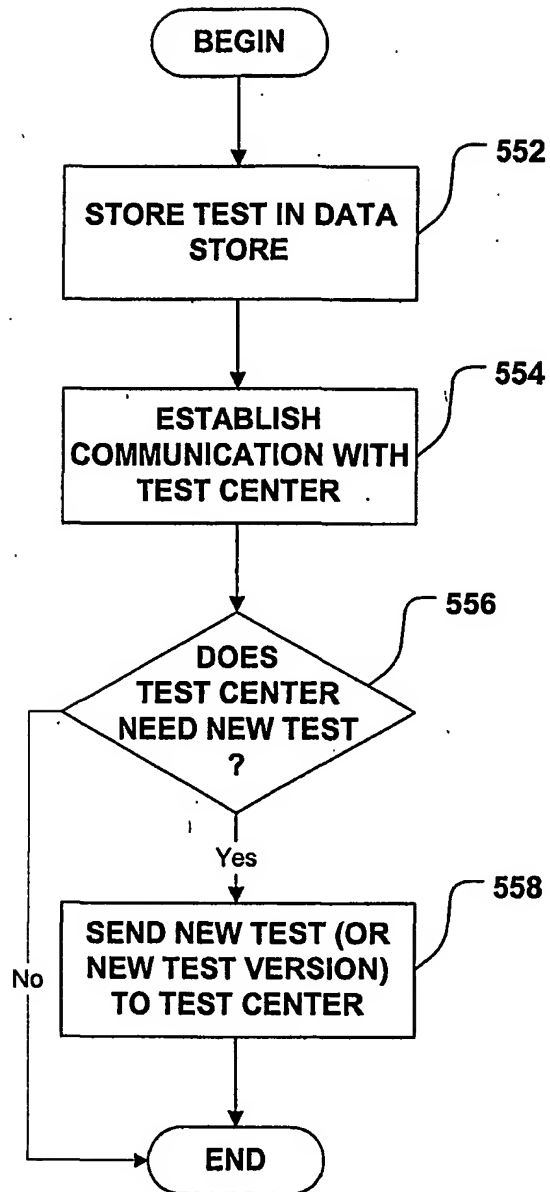 BEGIN
552
STORE TEST IN DATA
STORE
554
ESTABLISH
COMMUNICATION WITH
TEST CENTER
556
DOES
TEST CENTER
NEED NEW TEST
?
Yes
558
SEND NEW TEST (OR
NEW TEST VERSION)
TO TEST CENTER
No
END